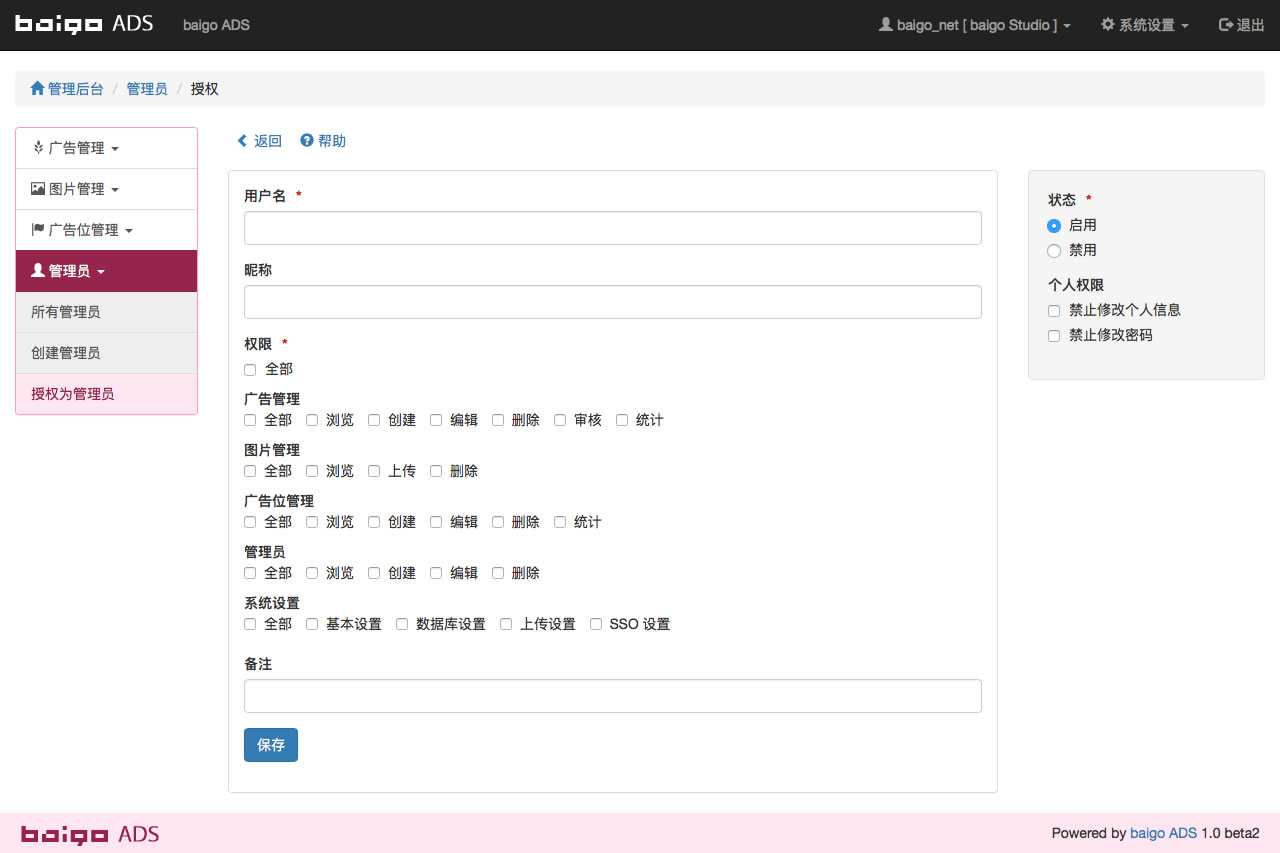 baigo ADS baigo ADS baigo_net [ baigo Studio ] 系统设置 退出
管理后台 / 管理员 / 授权
广告管理
图片管理
广告位管理
管理员
所有管理员
创建管理员
授权为管理员
返回 帮助
用户名 *
昵称
权限 *
全部
广告管理
全部 浏览 创建 编辑 删除 审核 统计
图片管理
全部 浏览 上传 删除
广告位管理
全部 浏览 创建 编辑 删除 统计
管理员
全部 浏览 创建 编辑 删除
系统设置
全部 基本设置 数据库设置 上传设置 SSO 设置
备注
保存
状态 *
启用
禁用
个人权限
禁止修改个人信息
禁止修改密码
baigo ADS Powered by baigo ADS 1.0 beta2